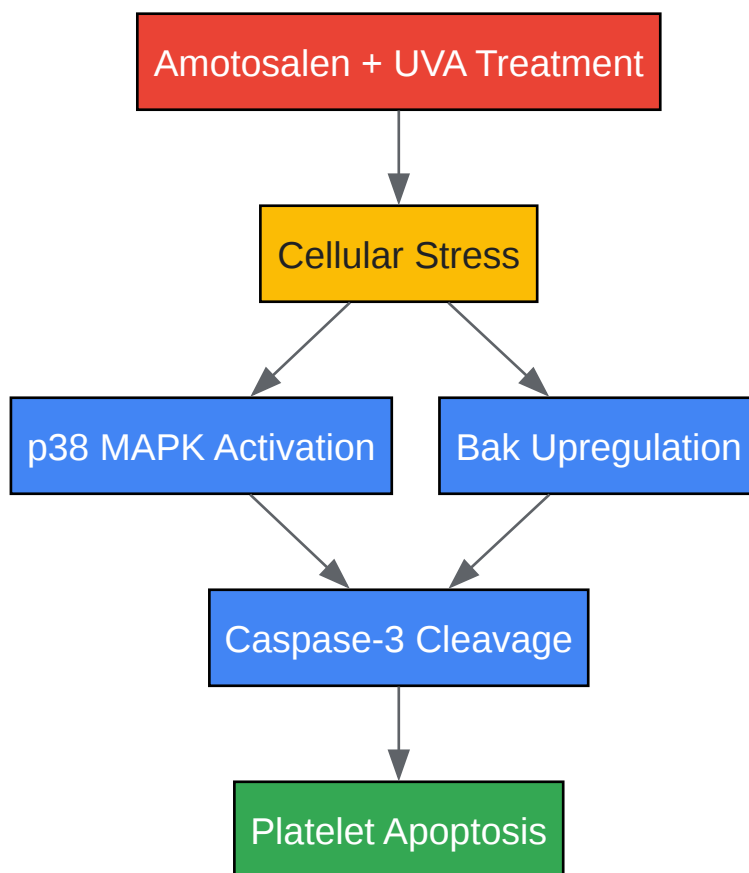 Amotosalen + UVA Treatment
Cellular Stress
p38 MAPK Activation
Bak Upregulation
Caspase-3 Cleavage
Platelet Apoptosis